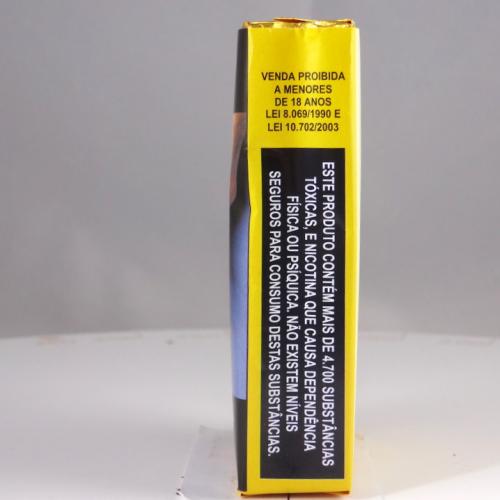 VENDA PROIBIDA
A MENORES
DE 18 ANOS
LEI 8.069/1990 E
LEI 10.702/2003
ESTE PRODUTO CONTÉM MAIS DE 4.700 SUBSTÂNCIAS
TÓXICAS, E NICOTINA QUE CAUSA DEPENDÊNCIA
FÍSICA OU PSÍQUICA. NÃO EXISTEM NÍVEIS
SEGUROS PARA CONSUMO DESTAS SUBSTÂNCIAS.